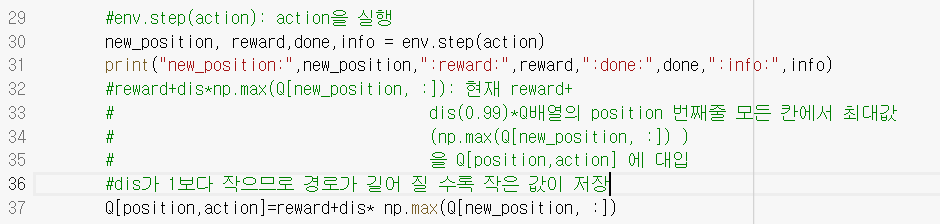 29 #env.step(action): action을 실행
30 new_position, reward,done,info = env.step(action)
31 print("new_position:",new_position,":reward:",reward,":done:",done,":info:",info)
32 #reward+dis*np.max(Q[new_position, :]): 현재 reward+
33 # dis(0.99)*Q배열의 position 번째줄 모든 칸에서 최대값
34 # (np.max(Q[new_position, :]) )
35 # 을 Q[position,action] 에 대입
36 #dis가 1보다 작으므로 경로가 길어 질 수록 작은 값이 저장
37 Q[position,action]=reward+dis* np.max(Q[new_position, :])